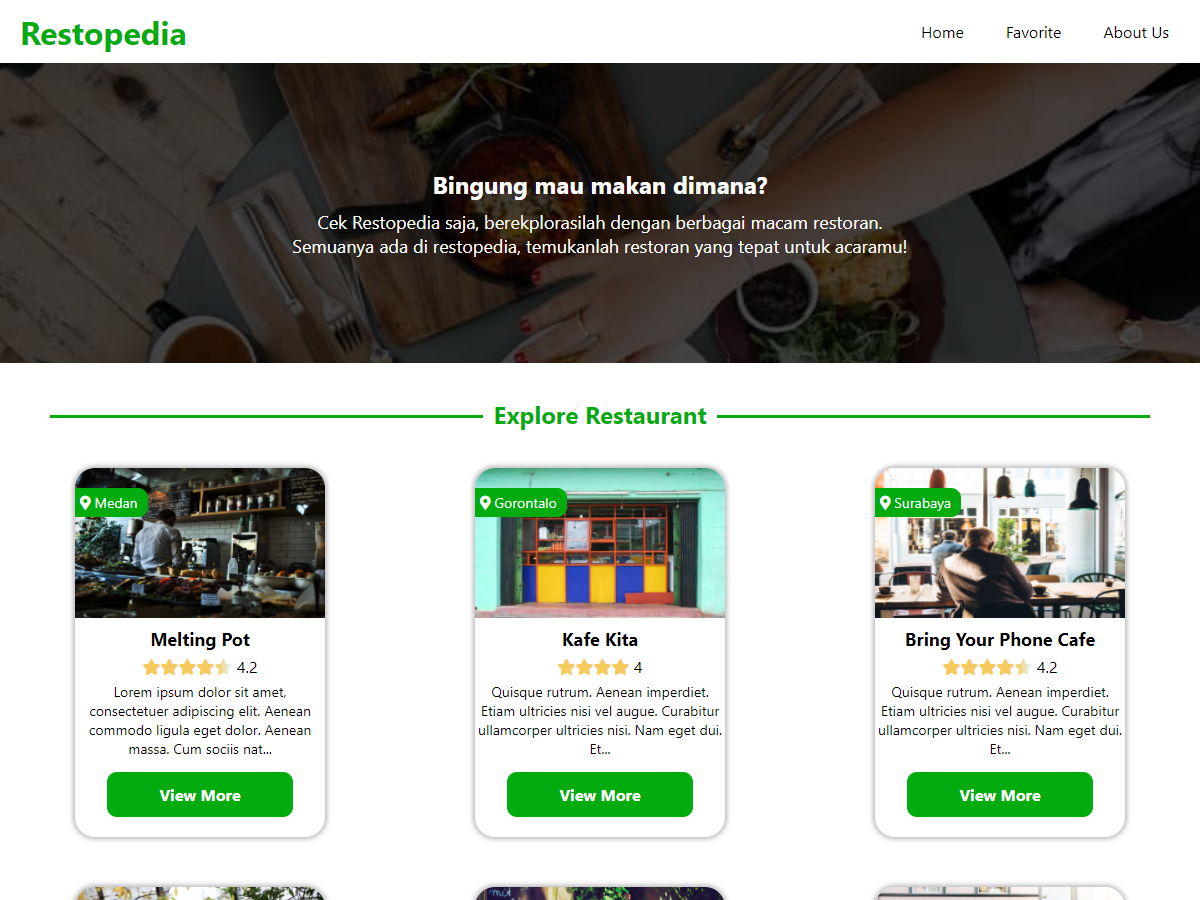 Restopedia
Home
Favorite
About Us
Bingung mau makan dimana?
Cek Restopedia saja, berekplorasilah dengan berbagai macam restoran.
Semuanya ada di restopedia, temukanlah restoran yang tepat untuk acaramu!
Explore Restaurant
Medan
Melting Pot
4.2
Lorem ipsum dolor sit amet,
consectetuer adipiscing elit. Aenean
commodo ligula eget dolor. Aenean
massa. Cum sociis nat...
View More
Gorontalo
Kafe Kita
4
Quisque rutrum. Aenean imperdiet.
Etiam ultricies nisi vel augue. Curabitur
ullamcorper ultricies nisi. Nam eget dui.
Et...
View More
Surabaya
Bring Your Phone Cafe
4.2
Quisque rutrum. Aenean imperdiet.
Etiam ultricies nisi vel augue. Curabitur
ullamcorper ultricies nisi. Nam eget dui.
Et...
View More